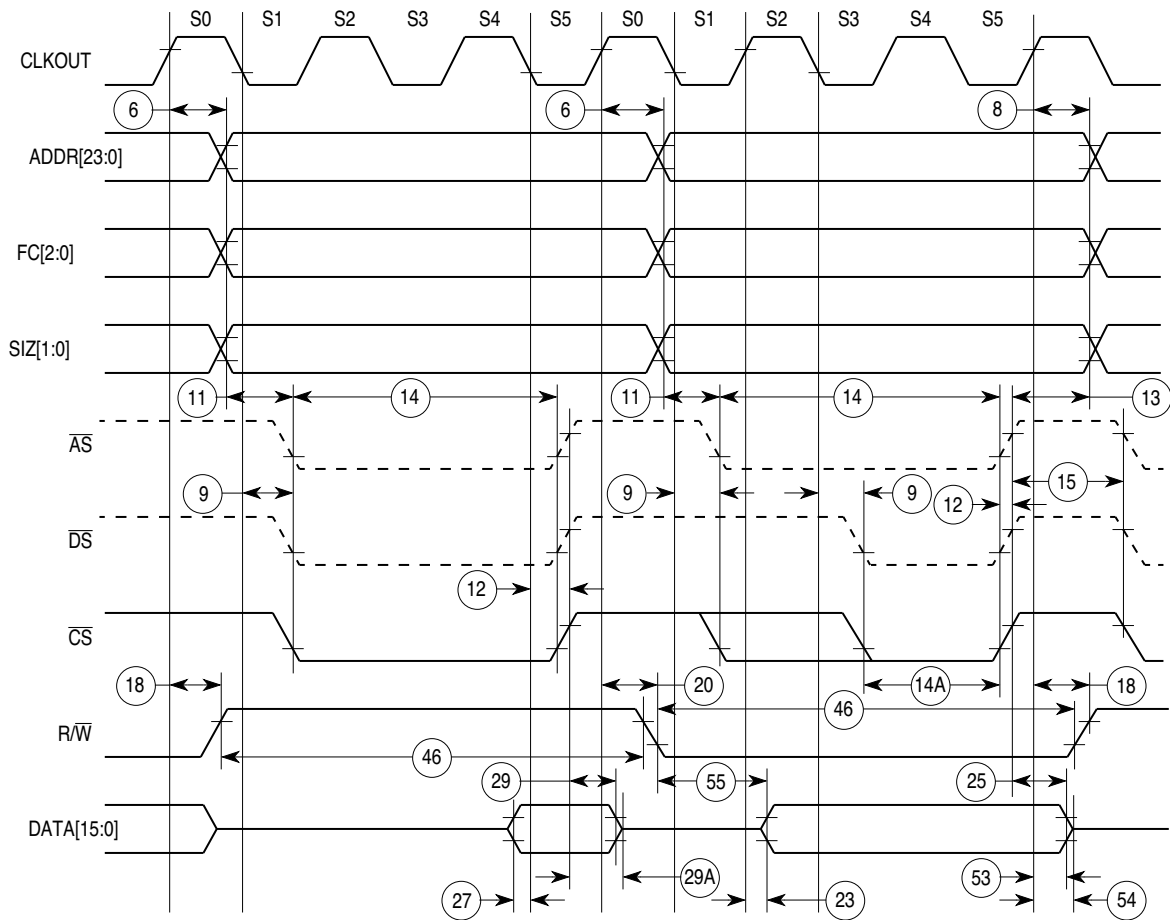 S0 S1 S2 S3 S4 S5 S0 S1 S2 S3 S4 S5
CLKOUT
6 6 8
ADDR[23:0]
FC[2:0]
SIZ[1:0]
11 14 11 14 13
AS
9 9 9 15
12
DS
12
CS
18 20 14A 18
46
R/W
46
29 55 25
DATA[15:0]
27 29A 23 53
54